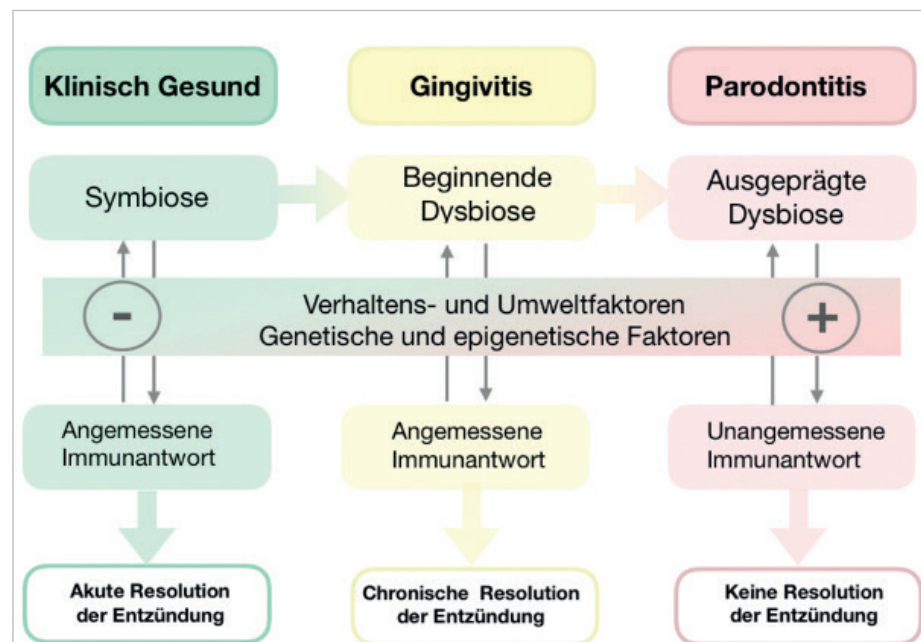 Klinisch Gesund
Gingivitis
Parodontitis
Symbiose
Beginnende
Dysbiose
Ausgeprägte
Dysbiose
-
Verhaltens- und Umweltfaktoren
Genetische und epigenetische Faktoren
+
Angemessene
Immunantwort
Angemessene
Immunantwort
Unangemessene
Immunantwort
Akute Resolution
der Entzündung
Chronische Resolution
der Entzündung
Keine Resolution
der Entzündung